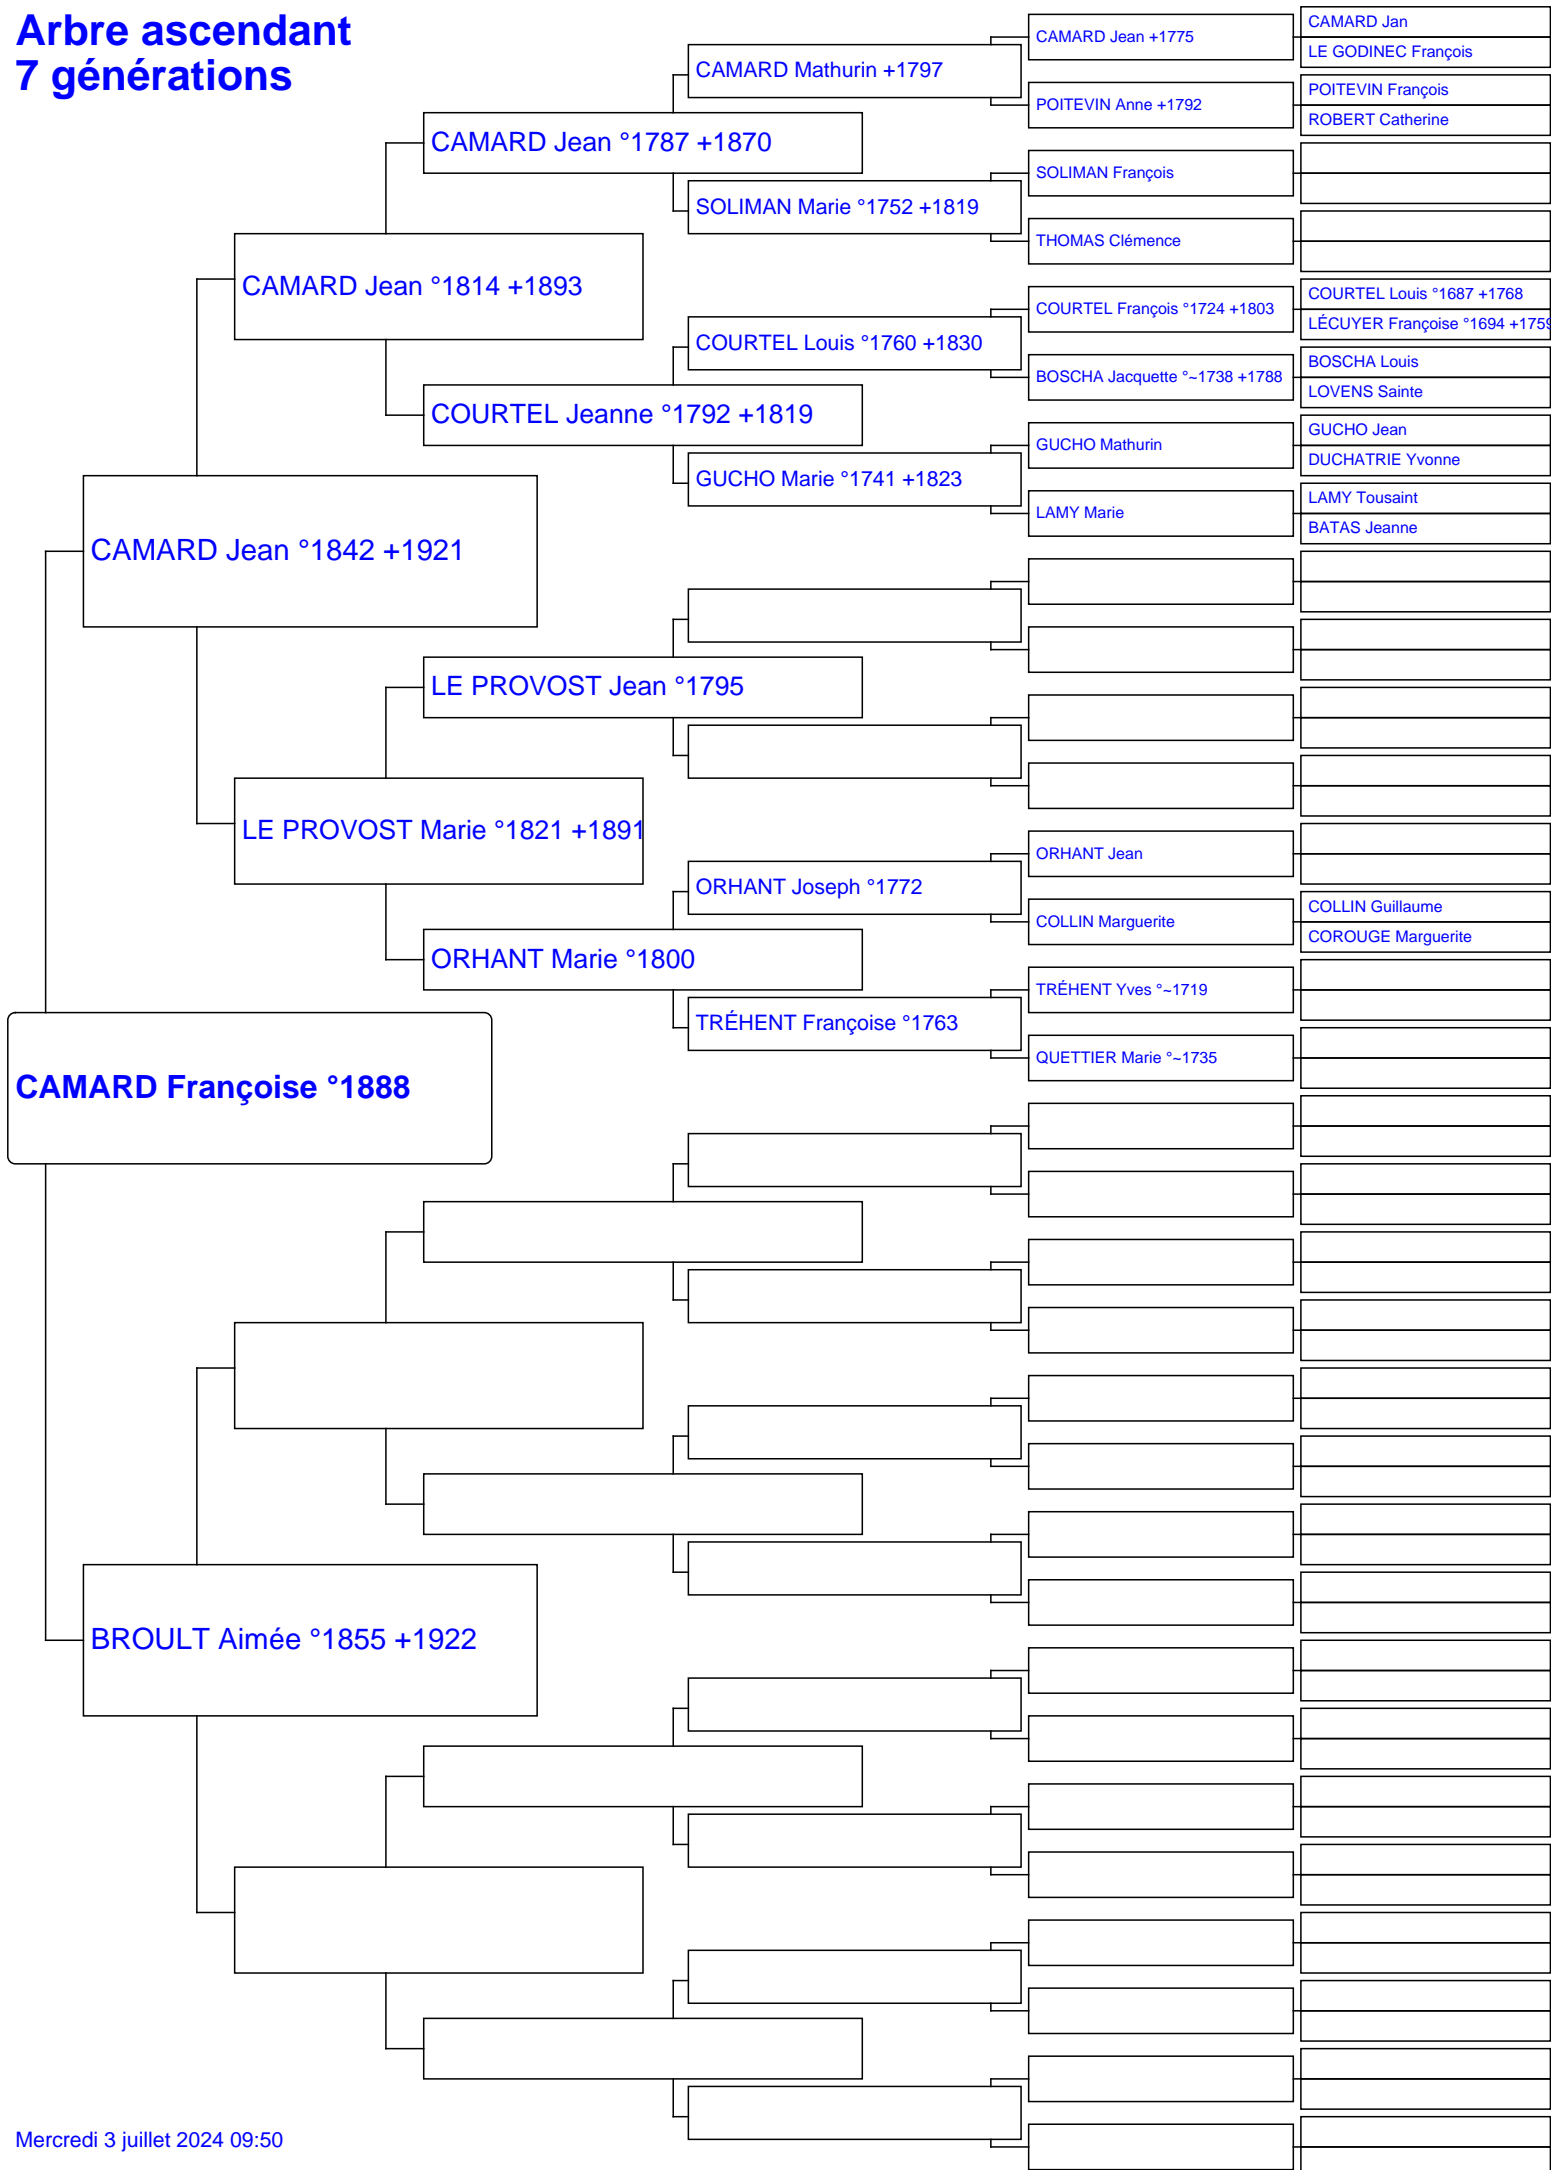 Arbre ascendant
7 générations
CAMARD Jan
CAMARD Jean +1775
LE GODINEC François
CAMARD Mathurin +1797
POITEVIN François
POITEVIN Anne +1792
ROBERT Catherine
CAMARD Jean °1787 +1870
SOLIMAN François
SOLIMAN Marie °1752 +1819
THOMAS Clémence
CAMARD Jean °1814 +1893
COURTEL Louis °1687 +1768
COURTEL François °1724 +1803
LÉCUYER Françoise °1694 +1759
COURTEL Louis °1760 +1830
BOSCHA Louis
BOSCHA Jacquette °~1738 +1788
LOVENS Sainte
COURTEL Jeanne °1792 +1819
GUCHO Jean
GUCHO Mathurin
DUCHATRIE Yvonne
GUCHO Marie °1741 +1823
LAMY Tousaint
LAMY Marie
BATAS Jeanne
CAMARD Jean °1842 +1921
LE PROVOST Jean °1795
LE PROVOST Marie °1821 +1891
ORHANT Jean
ORHANT Joseph °1772
COLLIN Guillaume
COLLIN Marguerite
COROUGE Marguerite
ORHANT Marie °1800
TRÉHENT Yves °~1719
TRÉHENT Françoise °1763
QUETTIER Marie °~1735
CAMARD Françoise °1888
BROULT Aimée °1855 +1922
Mercredi 3 juillet 2024 09:50